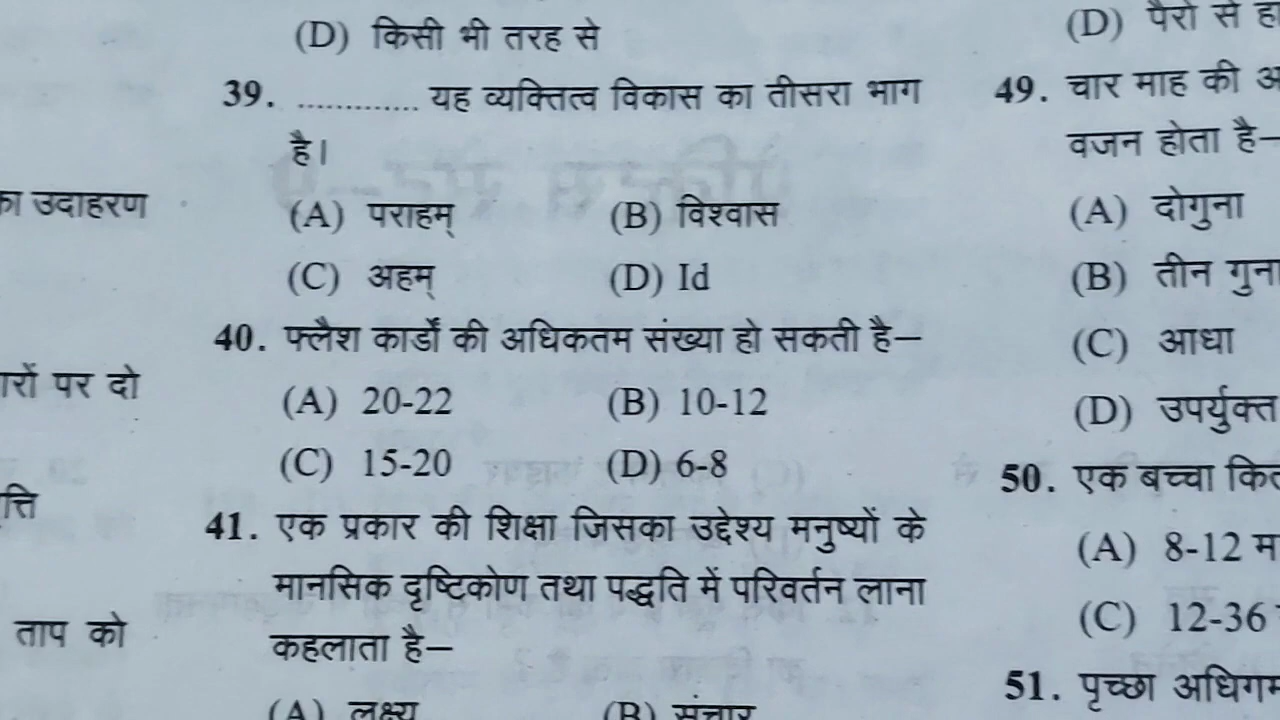 का उदाहरण
पर दो
ताप को
(D) किसी भी तरह से
39. ............. यह व्यक्तित्व विकास का तीसरा भाग
है।
(A) पराहम् (B) विश्वास
(C) अहम् (D) Id
40. फ्लैश कार्डों की अधिकतम संख्या हो सकती है–
(A) 20-22 (B) 10-12
(C) 15-20 (D) 6-8
41. एक प्रकार की शिक्षा जिसका उद्देश्य मनुष्यों के
मानसिक दृष्टिकोण तथा पद्धति में परिवर्तन लाना
कहलाता है–
(A) लक्ष्य (B) संचार
(D) पैरों से
49. चार माह की
वजन होता है–
(A) दोगुना
(B) तीन गुना
(C) आधा
(D) उपर्युक्त
50. एक बच्चा
(A) 8-12
(C) 12-36
51. पृच्छा अधिगम